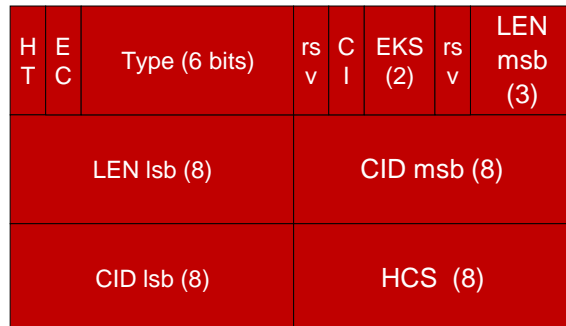 H T
E C
Type (6 bits)
rs v
C I
EKS (2)
rs v
LEN msb (3)
LEN lsb (8)
CID msb (8)
CID lsb (8)
HCS (8)